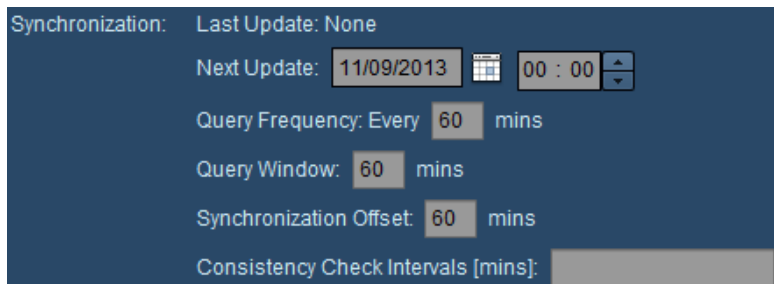 Synchronization: Last Update: None
Next Update: 11/09/2013 00 : 00
Query Frequency: Every 60 mins
Query Window: 60 mins
Synchronization Offset: 60 mins
Consistency Check Intervals [mins]: